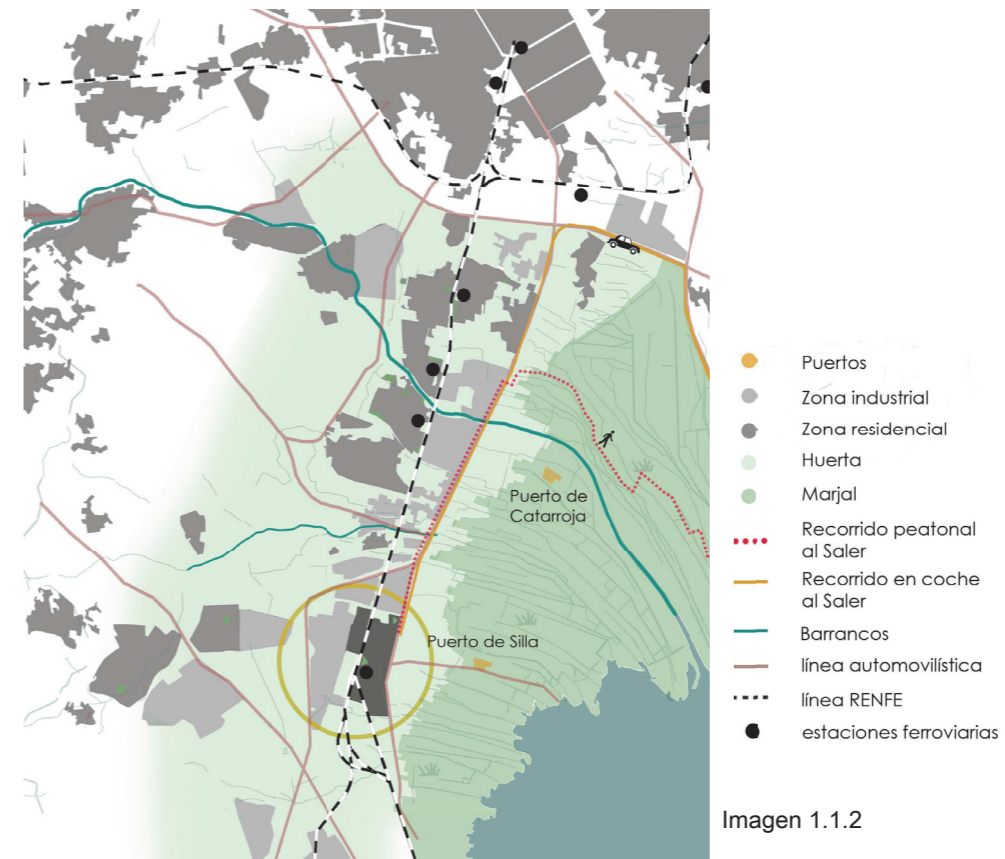 Puerto de
Catarroja
Puerto de Silla
Puertos
Zona industrial
Zona residencial
Huerta
Marjal
Recorrido peatonal
al Saler
Recorrido en coche
al Saler
Barrancos
línea automovilística
línea RENFE
estaciones ferroviarias
Imagen 1.1.2